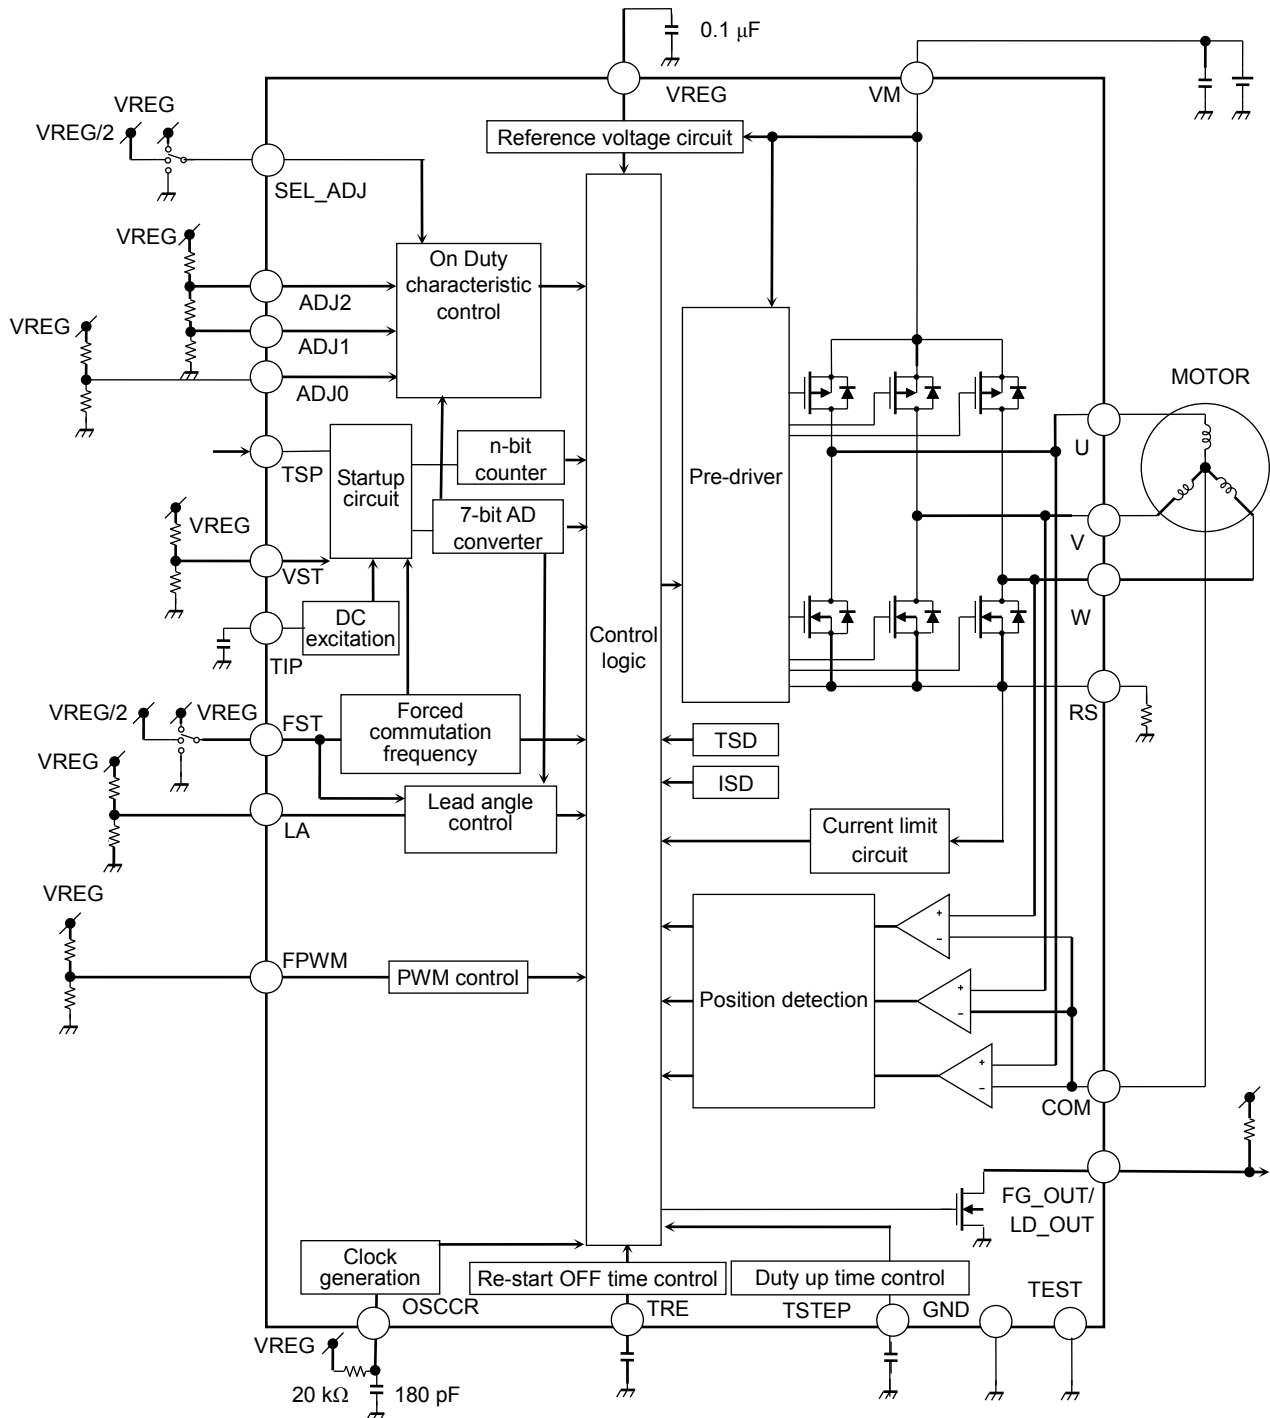 0.1 μF
VREG
VM
VREG
VREG/2
Reference voltage circuit
SEL_ADJ
VREG
On Duty
characteristic
control
ADJ2
VREG
ADJ1
ADJ0
MOTOR
U
TSP
Startup
circuit
n-bit
counter
Pre-driver
7-bit AD
converter
VREG
V
VST
DC
excitation
W
TIP
Control
logic
VREG/2
VREG
FST
Forced
commutation
frequency
RS
TSD
VREG
ISD
LA
Lead angle
control
Current limit
circuit
VREG
+
−
FPWM
PWM control
Position detection
+
−
+
−
COM
FG_OUT/
LD_OUT
Clock
generation
Re-start OFF time control
Duty up time control
OSCCR
TRE
TSTEP
GND
TEST
VREG
20 kΩ
180 pF